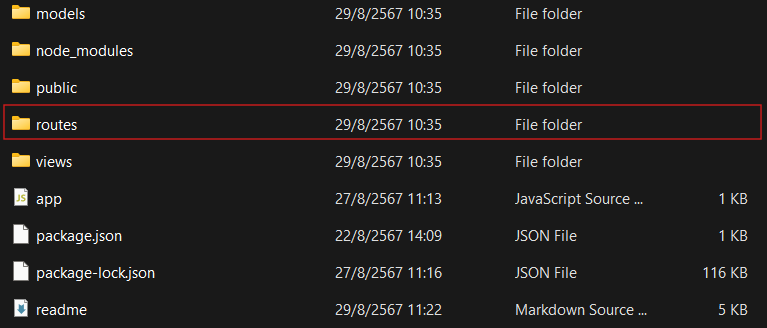 models 29/8/2567 10:35 File folder
node_modules 29/8/2567 10:35 File folder
public 29/8/2567 10:35 File folder
routes 29/8/2567 10:35 File folder
views 29/8/2567 10:35 File folder
JS app 27/8/2567 11:13 JavaScript Source ... 1 KB
package.json 22/8/2567 14:09 JSON File 1 KB
package-lock.json 27/8/2567 11:16 JSON File 116 KB
readme 29/8/2567 11:22 Markdown Source ... 5 KB